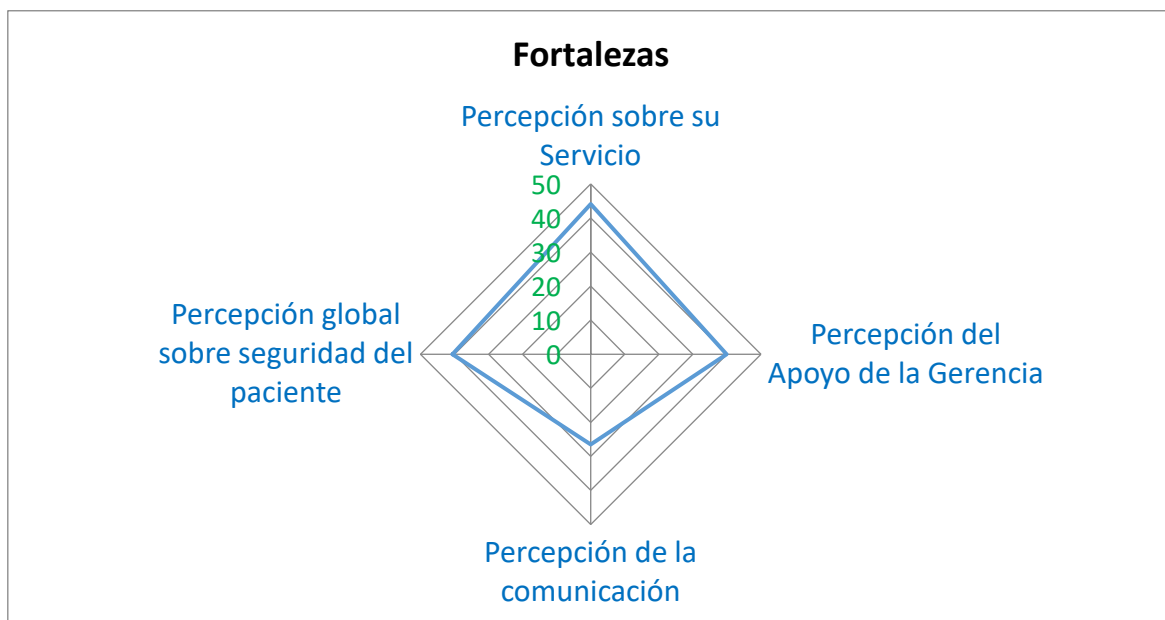 Fortalezas
Percepción sobre su
Servicio
50
40
30
20
10
0
Percepción global
sobre seguridad del
paciente
Percepción del
Apoyo de la Gerencia
Percepción de la
comunicación